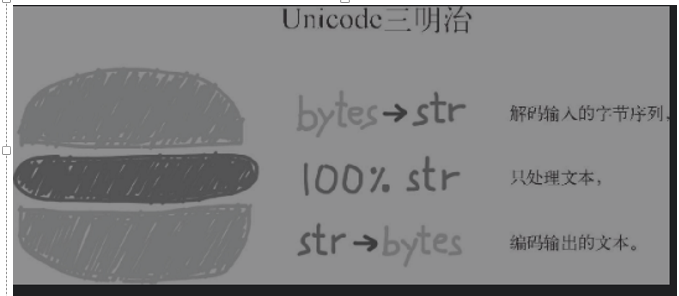 Unicode三明治
bytes→str 解码输入的字节序列，
100% str 只处理文本，
str→bytes 编码输出的文本。